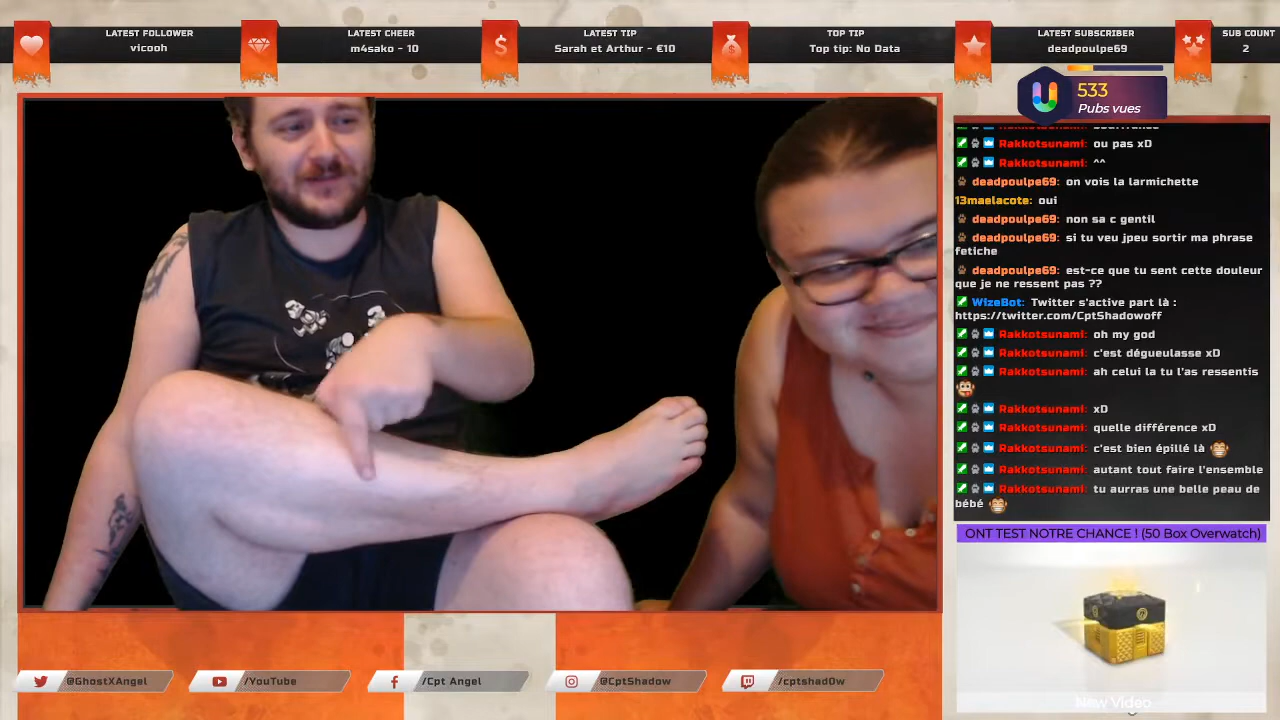 LATEST FOLLOWER
vicooh
LATEST CHEER
m4sako - 10
LATEST TIP
Sarah et Arthur - €10
TOP TIP
Top tip: No Data
LATEST SUBSCRIBER
deadpoulpe69
SUB COUNT
2
533
Pubs vues
Rakkotsunami: ou pas xD
Rakkotsunami: ^^
deadpoulpe69: on vois la larmichette
13maelacote: oui
deadpoulpe69: non sa c gentil
deadpoulpe69: si tu veu jpeu sortir ma phrase
fetiche
deadpoulpe69: est-ce que tu sent cette douleur
que je ne ressent pas ??
WizeBot: Twitter s'active part là :
https://twitter.com/CptShadowoff
Rakkotsunami: oh my god
Rakkotsunami: c'est dégueulasse xD
Rakkotsunami: ah celui la tu l'as ressentis
Rakkotsunami: xD
Rakkotsunami: quelle différence xD
Rakkotsunami: c'est bien épillé là
Rakkotsunami: autant tout faire l'ensemble
Rakkotsunami: tu aurras une belle peau de
bébé
ONT TEST NOTRE CHANCE ! (50 Box Overwatch)
New Video
@GhostXAngel
/YouTube
/Cpt Angel
@CptShadow
/cptshad0w